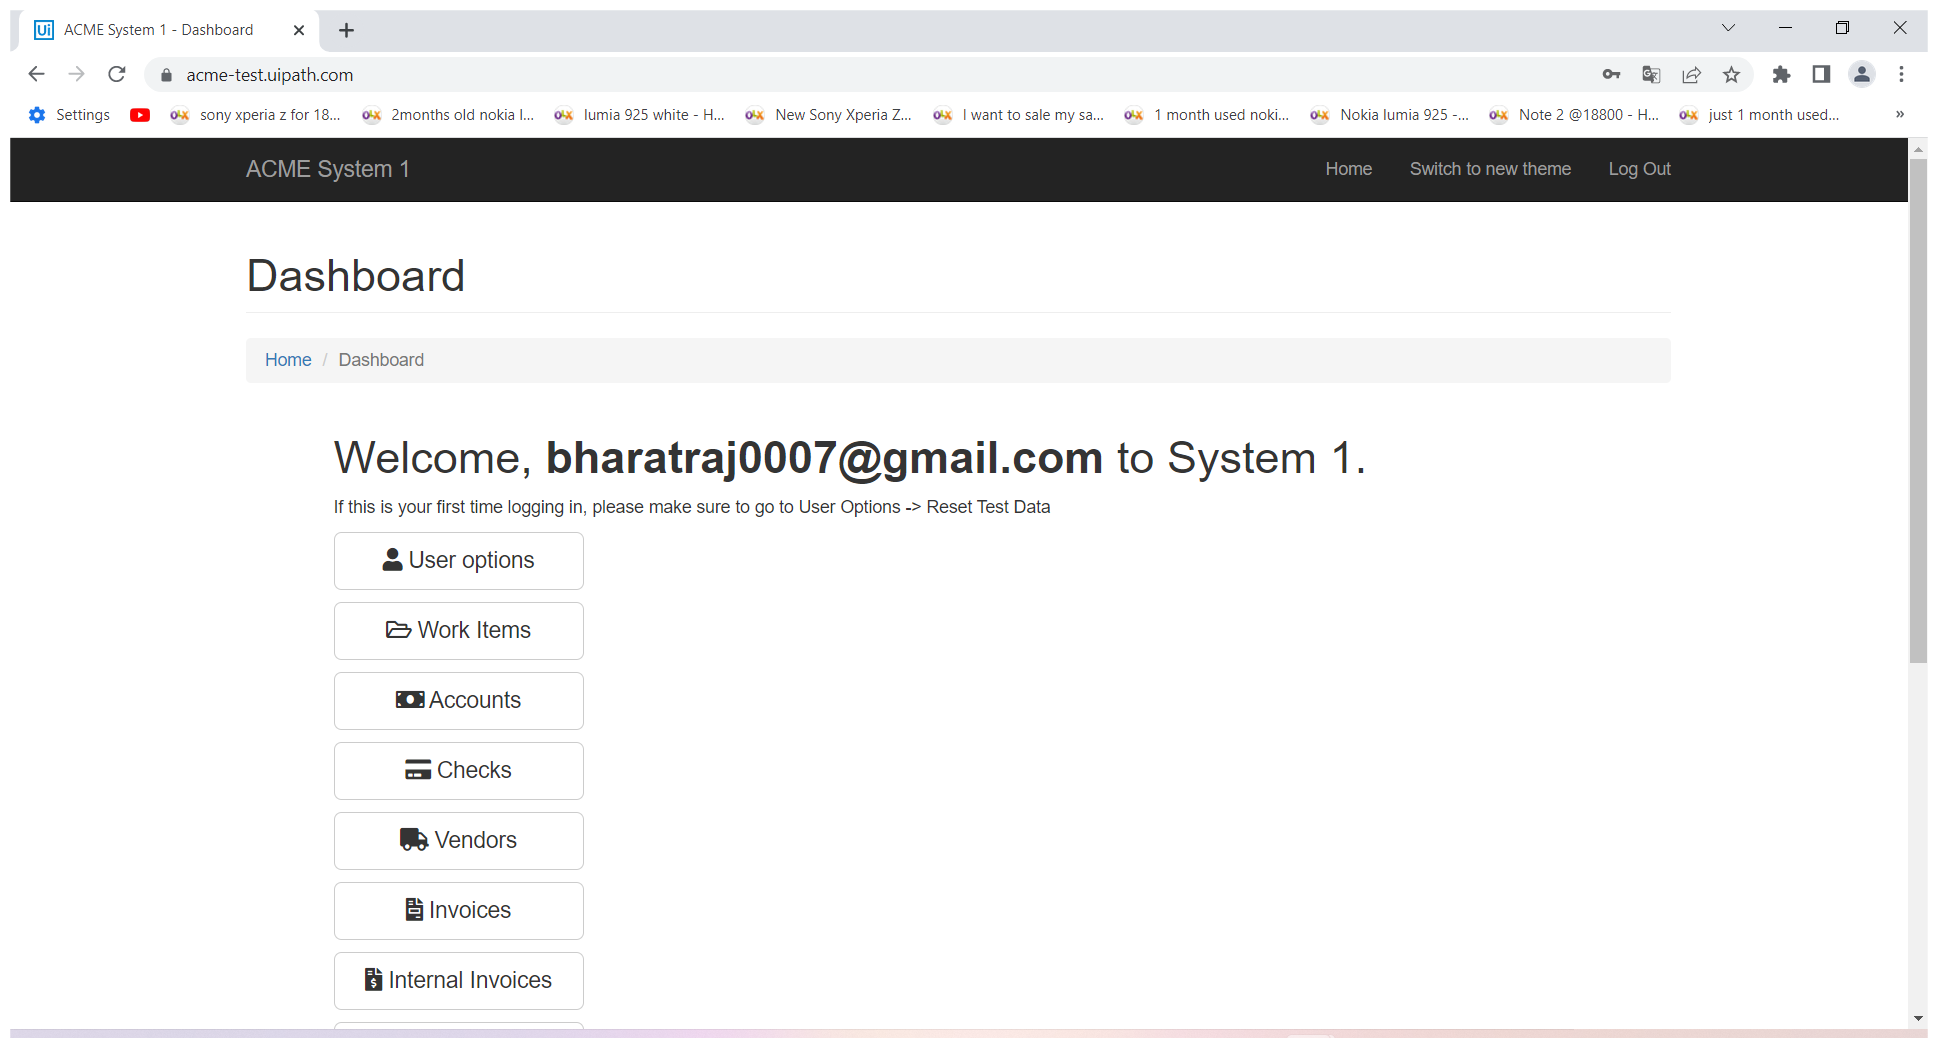 Ui ACME System 1 - Dashboard
acme-test.uipath.com
Settings sony xperia z for 18... 2months old nokia l... lumia 925 white - H... New Sony Xperia Z... I want to sale my sa... 1 month used noki... Nokia lumia 925 -... Note 2 @18800 - H... just 1 month used... »
ACME System 1 Home Switch to new theme Log Out
Dashboard
Home / Dashboard
Welcome, bharatraj0007@gmail.com to System 1.
If this is your first time logging in, please make sure to go to User Options -> Reset Test Data
User options
Work Items
Accounts
Checks
Vendors
Invoices
Internal Invoices